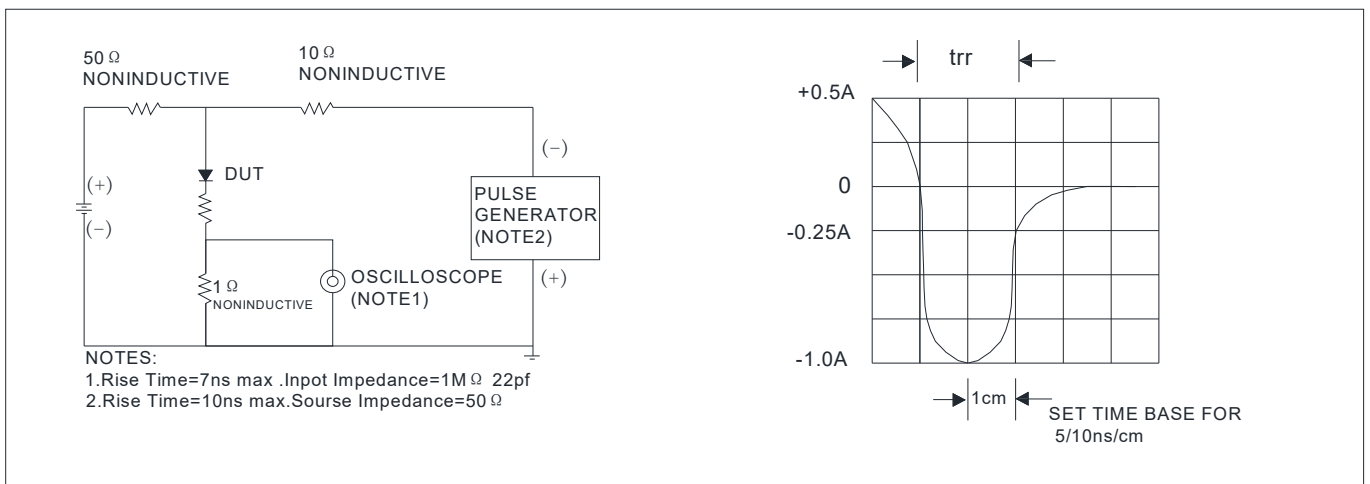 50 Ω
NONINDUCTIVE
10 Ω
NONINDUCTIVE
DUT
(+)
(−)
1 Ω
NONINDUCTIVE
OSCILLOSCOPE
(NOTE1)
(−)
PULSE
GENERATOR
(NOTE2)
(+)
NOTES:
1.Rise Time=7ns max .Inpot Impedance=1M Ω 22pf
2.Rise Time=10ns max.Sourse Impedance=50 Ω
trr
+0.5A
0
-0.25A
-1.0A
1cm
SET TIME BASE FOR
5/10ns/cm